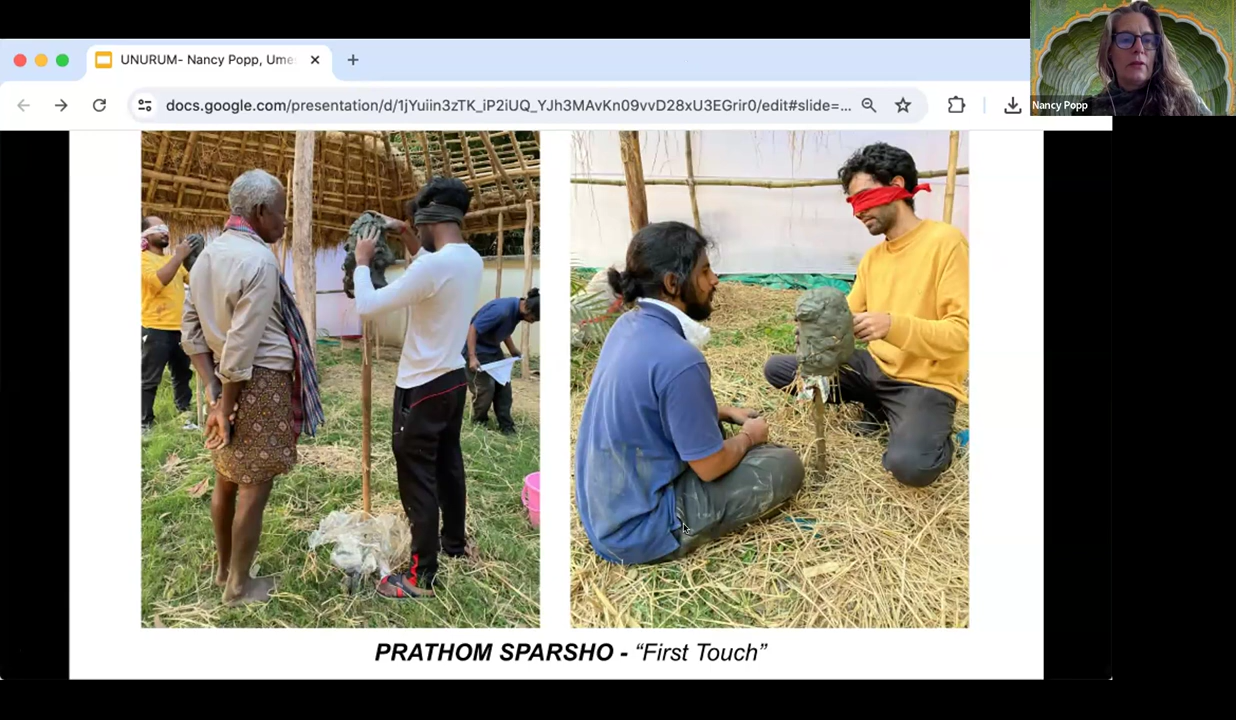 UNURUM- Nancy Popp, Ume
docs.google.com/presentation/d/1jYuiin3zTK_iP2iUQ_YJh3MAvKn09vvD28xU3EGrir0/edit#slide=...
Nancy Popp
PRATHOM SPARSHO - “First Touch”